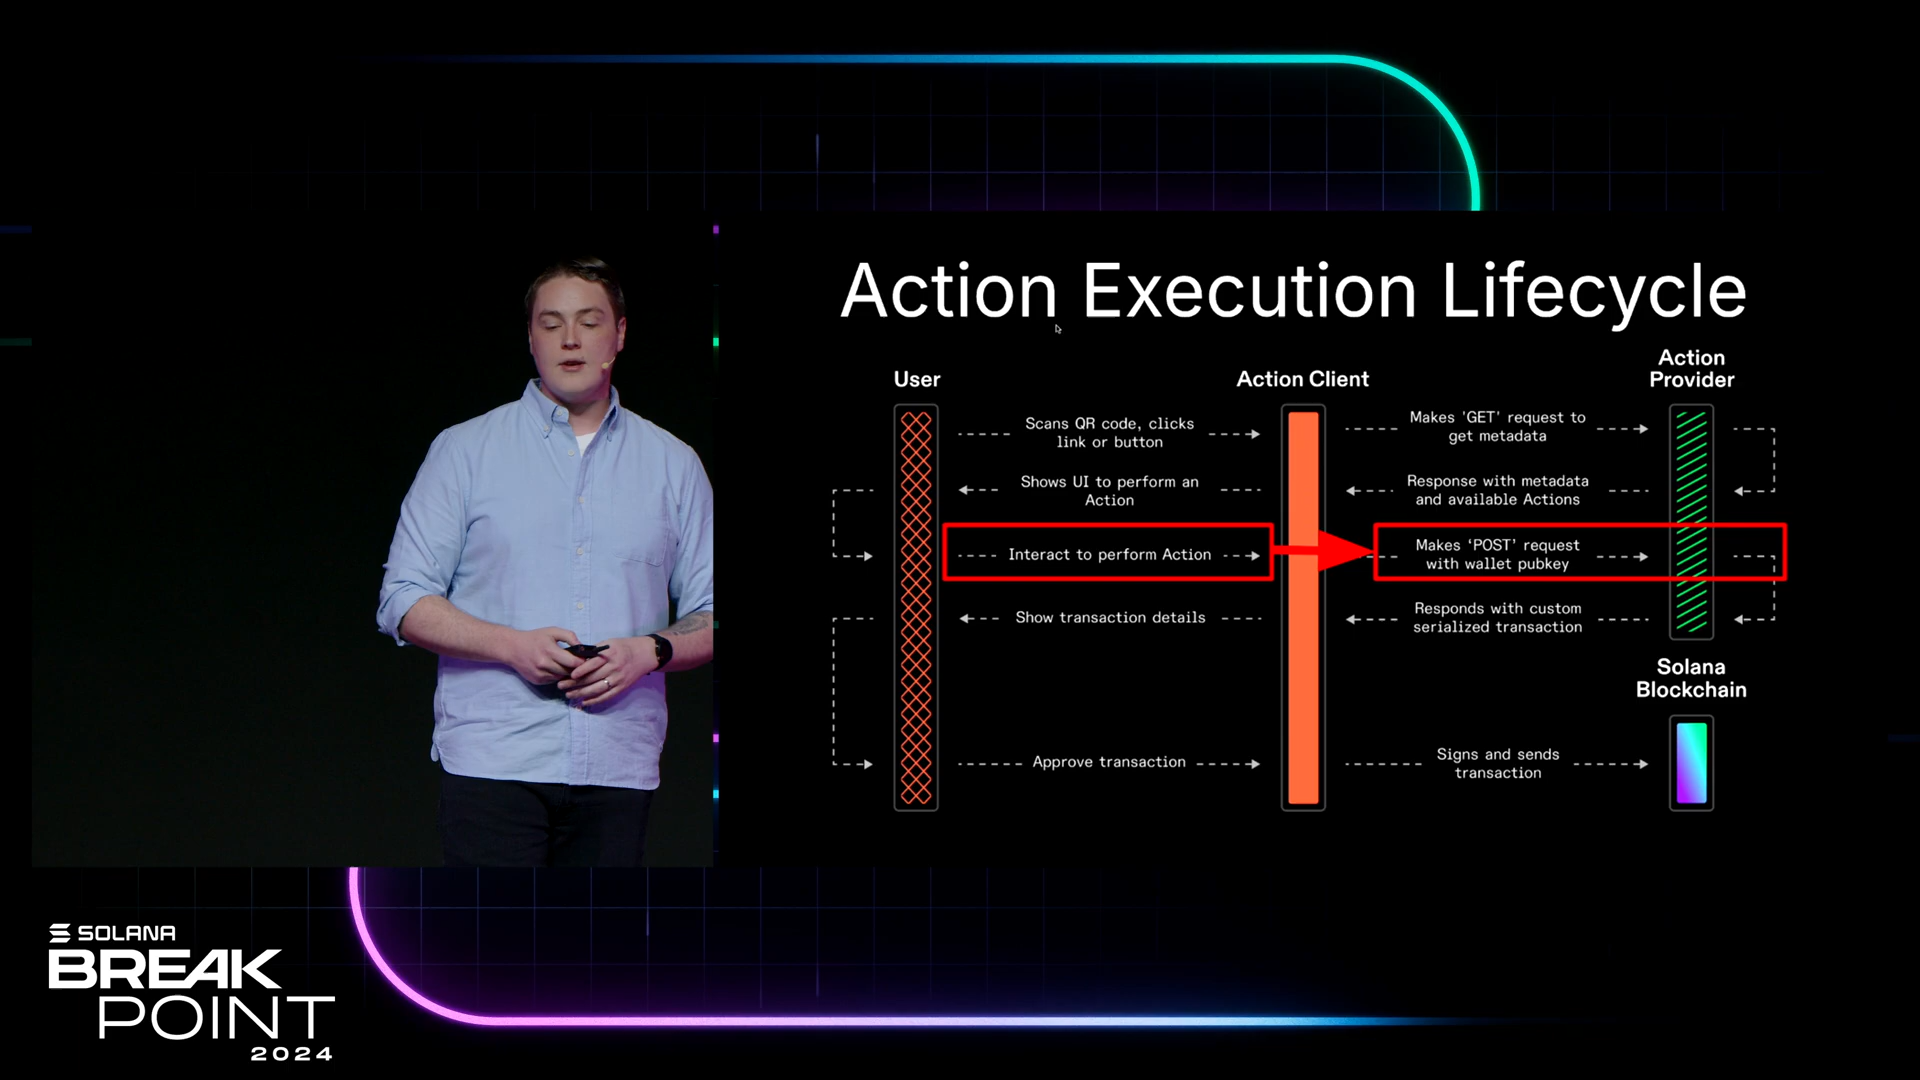 Action Execution Lifecycle
User
Action Client
Action
Provider
Scans QR code, clicks
link or button
Makes 'GET' request to
get metadata
Shows UI to perform an
Action
Response with metadata
and available Actions
Interact to perform Action
Makes ‘POST’ request
with wallet pubkey
Show transaction details
Responds with custom
serialized transaction
Solana
Blockchain
Approve transaction
Signs and sends
transaction
SOLANA
BREAK
POINT
2024